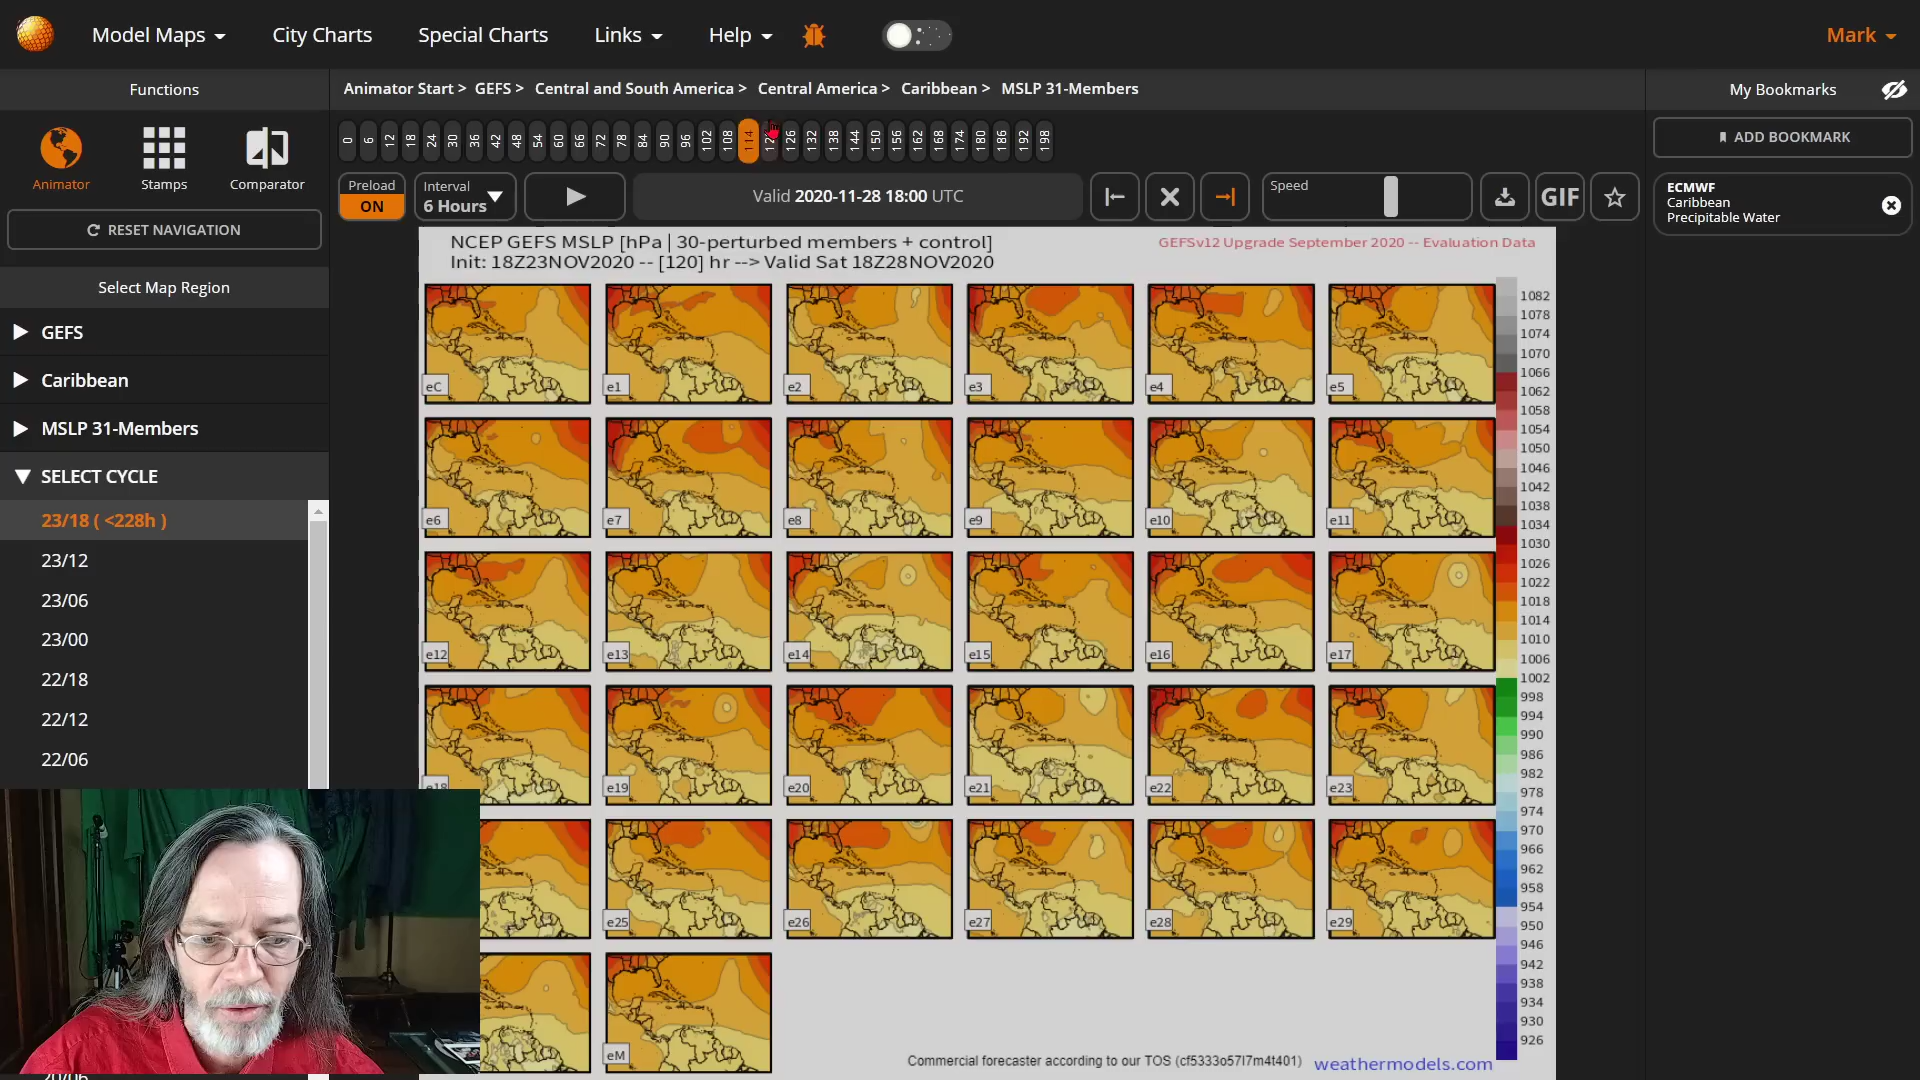 Model Maps
City Charts
Special Charts
Links
Help
Mark
Functions
Animator Start > GEFS > Central and South America > Central America > Caribbean > MSLP 31-Members
My Bookmarks
0 6 12 18 24 30 36 42 48 54 60 66 72 78 84 90 96 102 108 114 126 132 138 144 150 156 162 168 174 180 186 192 198
ADD BOOKMARK
Animator
Stamps
Comparator
Preload
ON
Interval
6 Hours
Valid 2020-11-28 18:00 UTC
Speed
GIF
ECMWF
Caribbean
Precipitable Water
RESET NAVIGATION
NCEP GEFS MSLP [hPa | 30-perturbed members + control]
GEFSv12 Upgrade September 2020 -- Evaluation Data
Init: 18Z23NOV2020 -- [120] hr --> Valid Sat 18Z28NOV2020
Select Map Region
GEFS
Caribbean
MSLP 31-Members
SELECT CYCLE
23/18 ( <228h )
23/12
23/06
23/00
22/18
22/12
22/06
eC e1 e2 e3 e4 e5
e6 e7 e8 e9 e10 e11
e12 e13 e14 e15 e16 e17
e18 e19 e20 e21 e22 e23
e25 e26 e27 e28 e29
eM
1082
1078
1074
1070
1066
1062
1058
1054
1050
1046
1042
1038
1034
1030
1026
1022
1018
1014
1010
1006
1002
998
994
990
986
982
978
974
970
966
962
958
954
950
946
942
938
934
930
926
Commercial forecaster according to our TOS (cf5333o57l7m4t401)
weathermodels.com